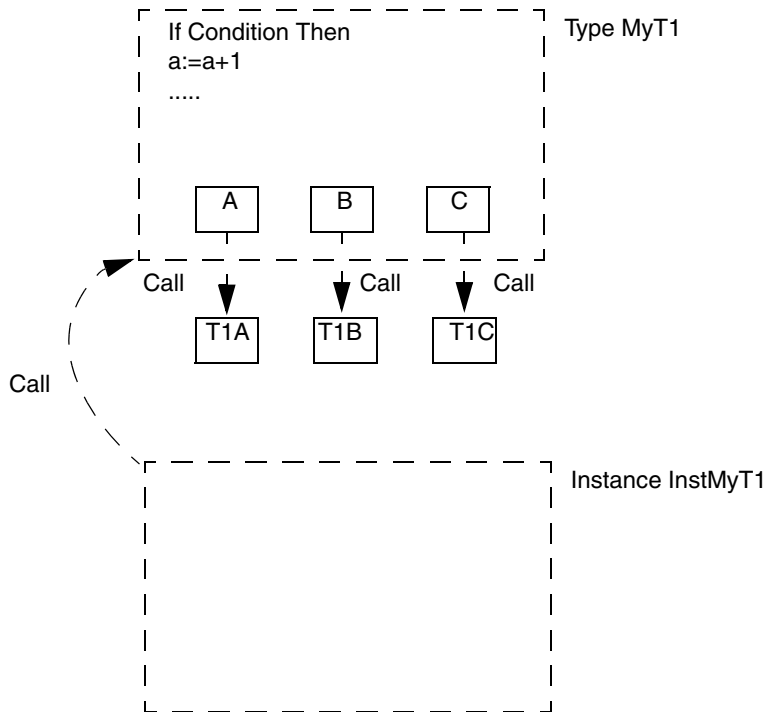 If Condition Then
Type MyT1
a:=a+1
.....
A
B
C
Call
Call
Call
T1A
T1B
T1C
Call
Instance InstMyT1